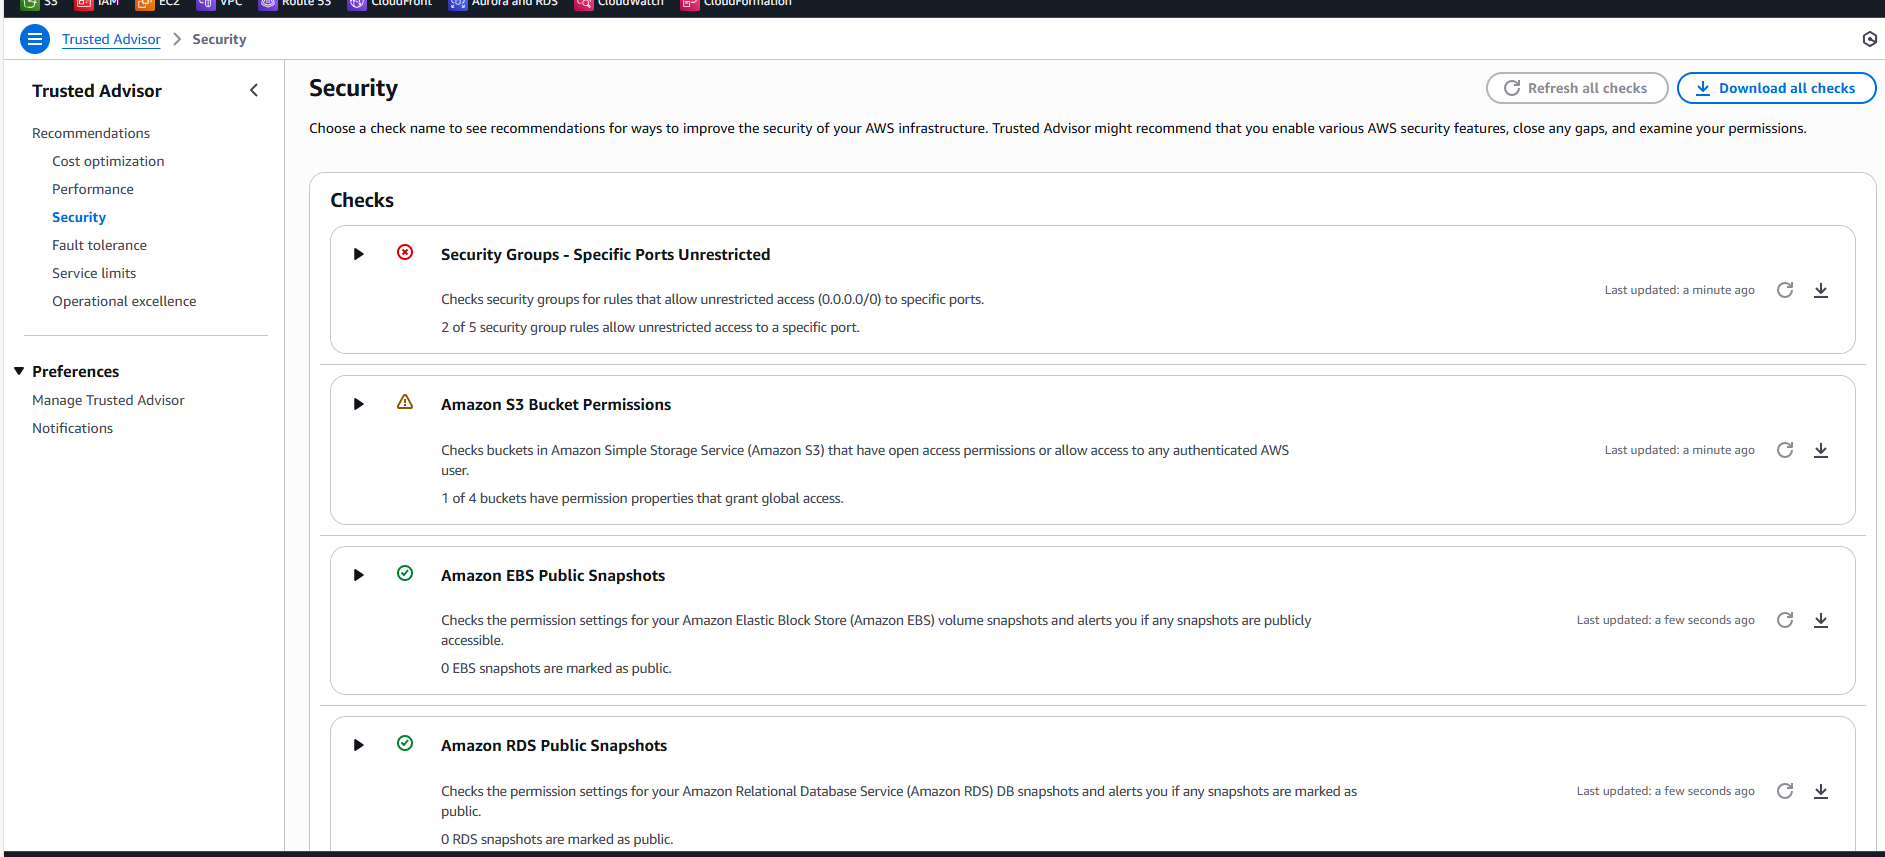 S3 IAM EC2 VPC Route 53 CloudFront Aurora and RDS CloudWatch CloudFormation
Trusted Advisor > Security
Trusted Advisor
Recommendations
Cost optimization
Performance
Security
Fault tolerance
Service limits
Operational excellence
Preferences
Manage Trusted Advisor
Notifications
Security
Refresh all checks
Download all checks
Choose a check name to see recommendations for ways to improve the security of your AWS infrastructure. Trusted Advisor might recommend that you enable various AWS security features, close any gaps, and examine your permissions.
Checks
Security Groups - Specific Ports Unrestricted
Checks security groups for rules that allow unrestricted access (0.0.0.0/0) to specific ports.
2 of 5 security group rules allow unrestricted access to a specific port.
Last updated: a minute ago
Amazon S3 Bucket Permissions
Checks buckets in Amazon Simple Storage Service (Amazon S3) that have open access permissions or allow access to any authenticated AWS
user.
1 of 4 buckets have permission properties that grant global access.
Last updated: a minute ago
Amazon EBS Public Snapshots
Checks the permission settings for your Amazon Elastic Block Store (Amazon EBS) volume snapshots and alerts you if any snapshots are publicly
accessible.
0 EBS snapshots are marked as public.
Last updated: a few seconds ago
Amazon RDS Public Snapshots
Checks the permission settings for your Amazon Relational Database Service (Amazon RDS) DB snapshots and alerts you if any snapshots are marked as
public.
0 RDS snapshots are marked as public.
Last updated: a few seconds ago